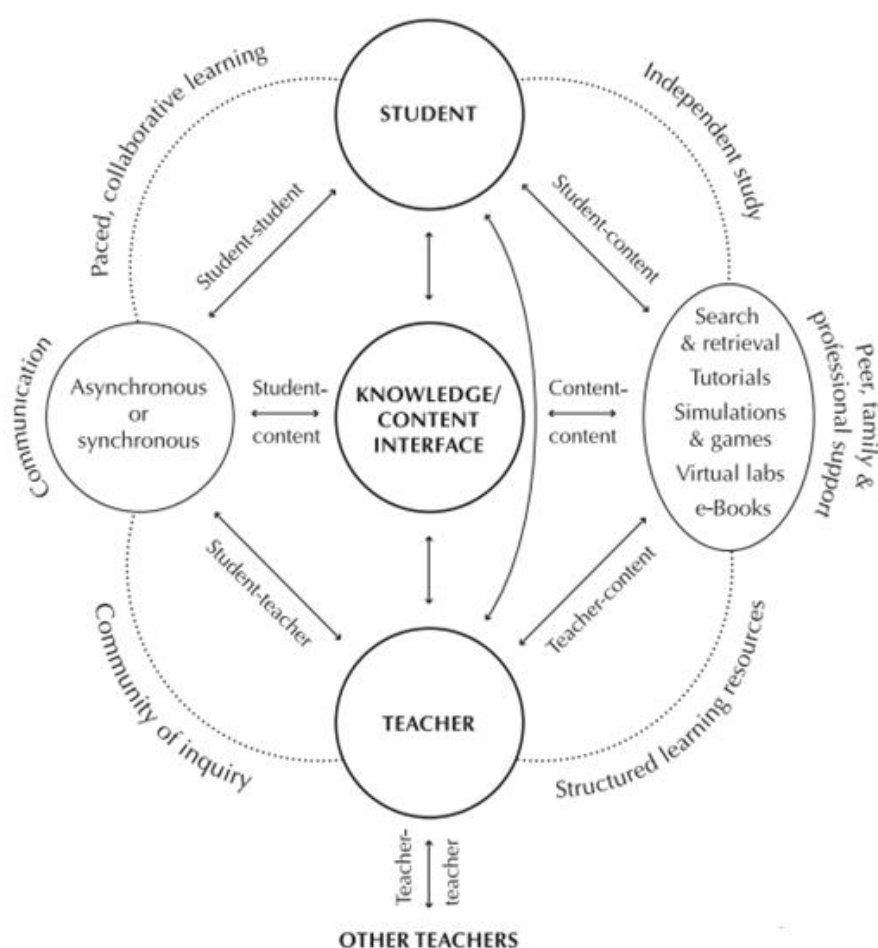 STUDENT
Paced, collaborative learning
Independent study
Student-student
Student-content
Communication
Asynchronous
or
synchronous
Student-
content
KNOWLEDGE/
CONTENT
INTERFACE
Content-
content
Search
& retrieval
Tutorials
Simulations
& games
Virtual labs
e-Books
Peer, family &
professional support
Student-teacher
Teacher-content
Community of inquiry
Structured learning resources
TEACHER
Teacher-
teacher
OTHER TEACHERS